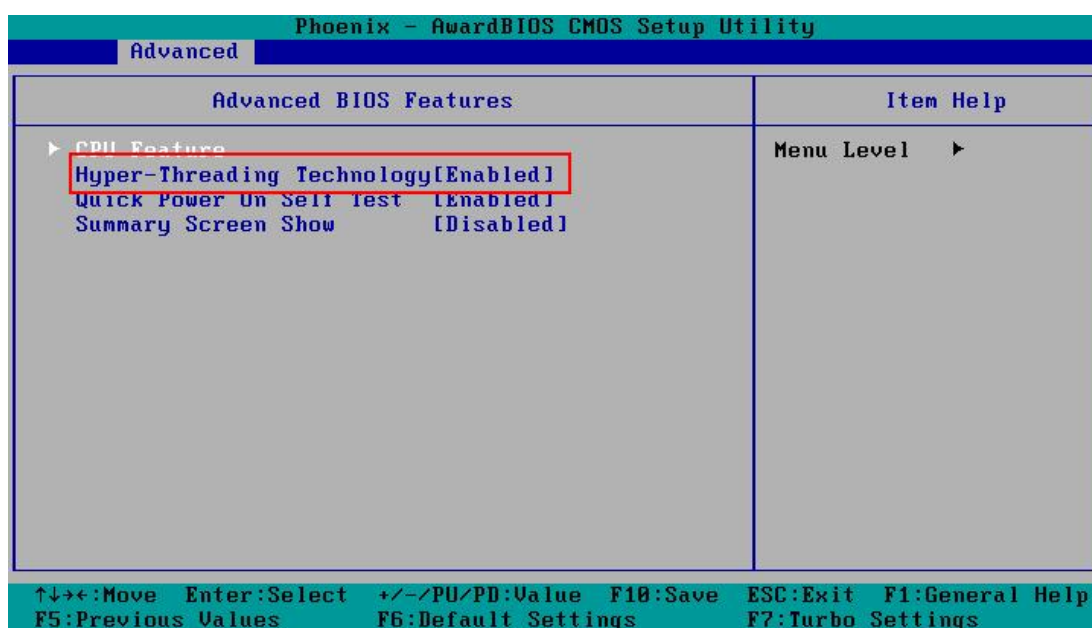 Phoenix - AwardBIOS CMOS Setup Utility
Advanced
Advanced BIOS Features
Item Help
▶ CPU Feature
Menu Level ▶
Hyper-Threading Technology[Enabled]
Quick Power On Self Test [Enabled]
Summary Screen Show [Disabled]
↑↓→←:Move Enter:Select +/-/PU/PD:Value F10:Save ESC:Exit F1:General Help
F5:Previous Values F6:Default Settings F7:Turbo Settings